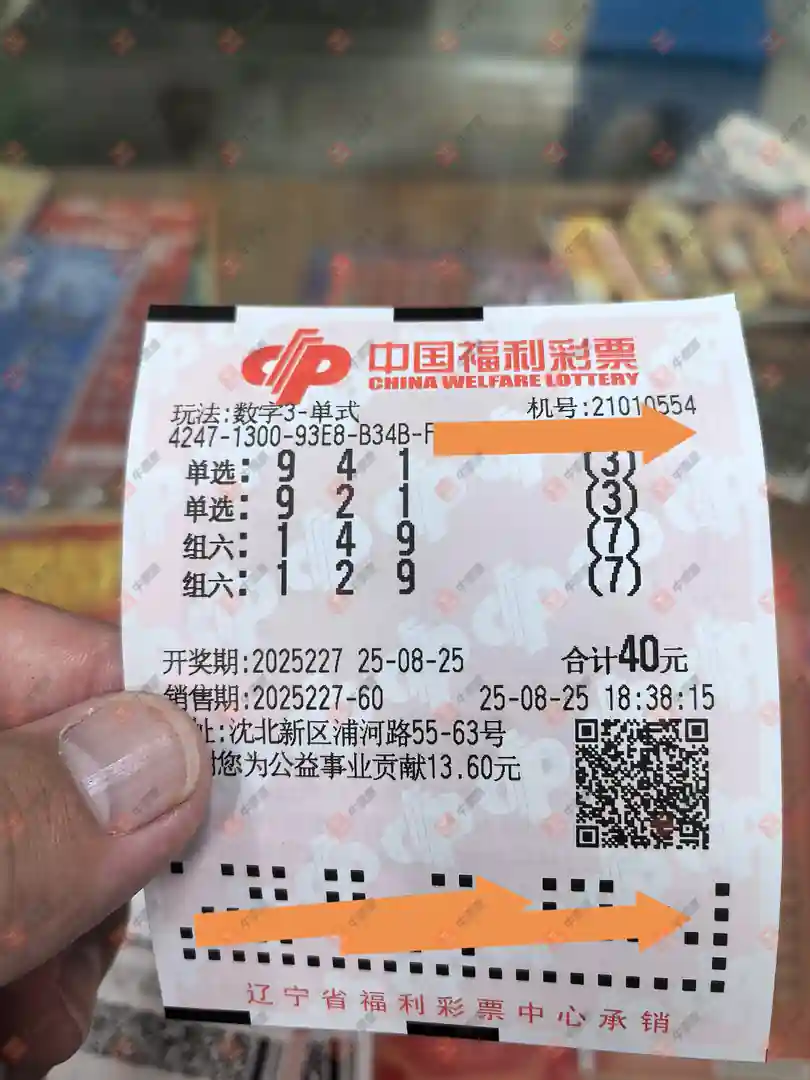 中国福利彩票
CHINA WELFARE LOTTERY
玩法:数字3-单式 机号:21010554
4247-1300-93E8-B34B-F
单选: 9 4 1 (3)
单选: 9 2 1 (3)
组六: 1 4 9 (7)
组六: 1 2 9 (7)
开奖期:2025227 25-08-25 合计40元
销售期:2025227-60 25-08-25 18:38:15
址:沈北新区浦河路55-63号
您为公益事业贡献13.60元
辽宁省福利彩票中心承销